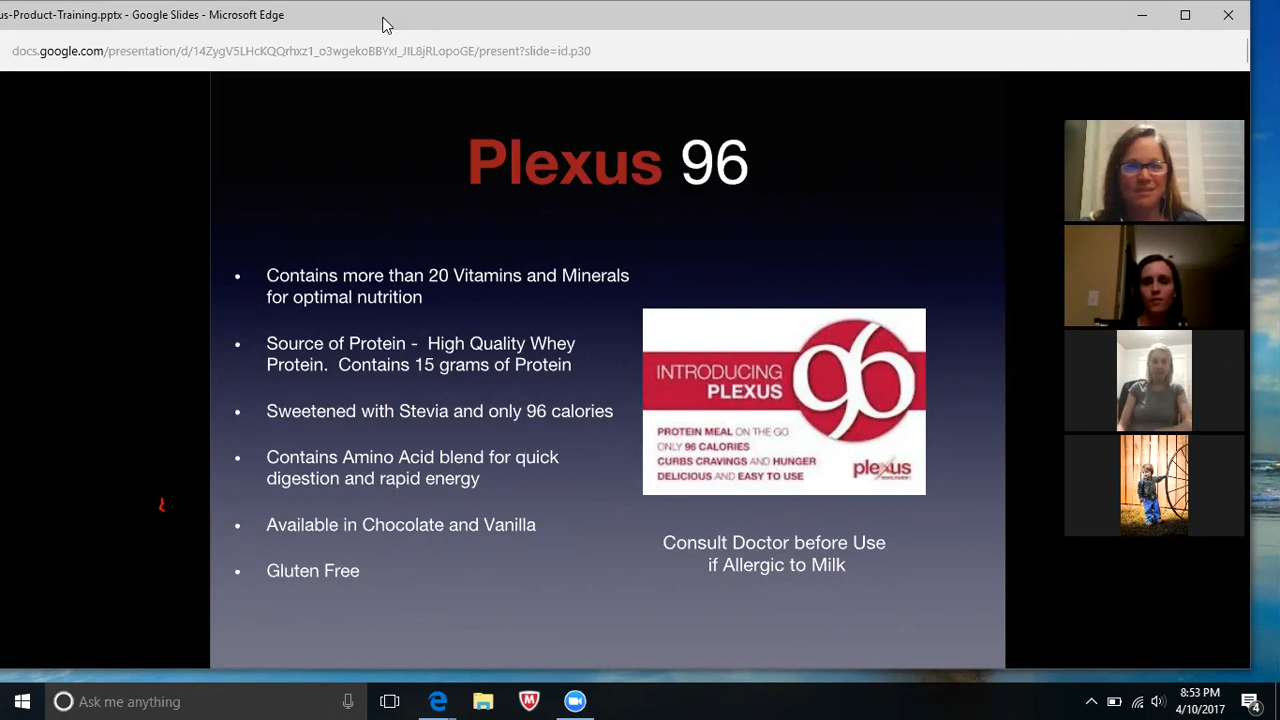 us-Product-Training.pptx - Google Slides - Microsoft Edge
docs.google.com/presentation/d/14ZygV5LHcKQQrhxz1_o3wgekoBBYxI_JIL8jRLopoGE/present?slide=id.p30
Plexus 96
• Contains more than 20 Vitamins and Minerals
for optimal nutrition
• Source of Protein - High Quality Whey
Protein. Contains 15 grams of Protein
• Sweetened with Stevia and only 96 calories
• Contains Amino Acid blend for quick
digestion and rapid energy
• Available in Chocolate and Vanilla
• Gluten Free
INTRODUCING
PLEXUS
96
PROTEIN MEAL ON THE GO
ONLY 96 CALORIES
CURBS CRAVINGS AND HUNGER
DELICIOUS AND EASY TO USE
plexus
WORLDWIDE
Consult Doctor before Use
if Allergic to Milk
Ask me anything
8:53 PM
4/10/2017
4